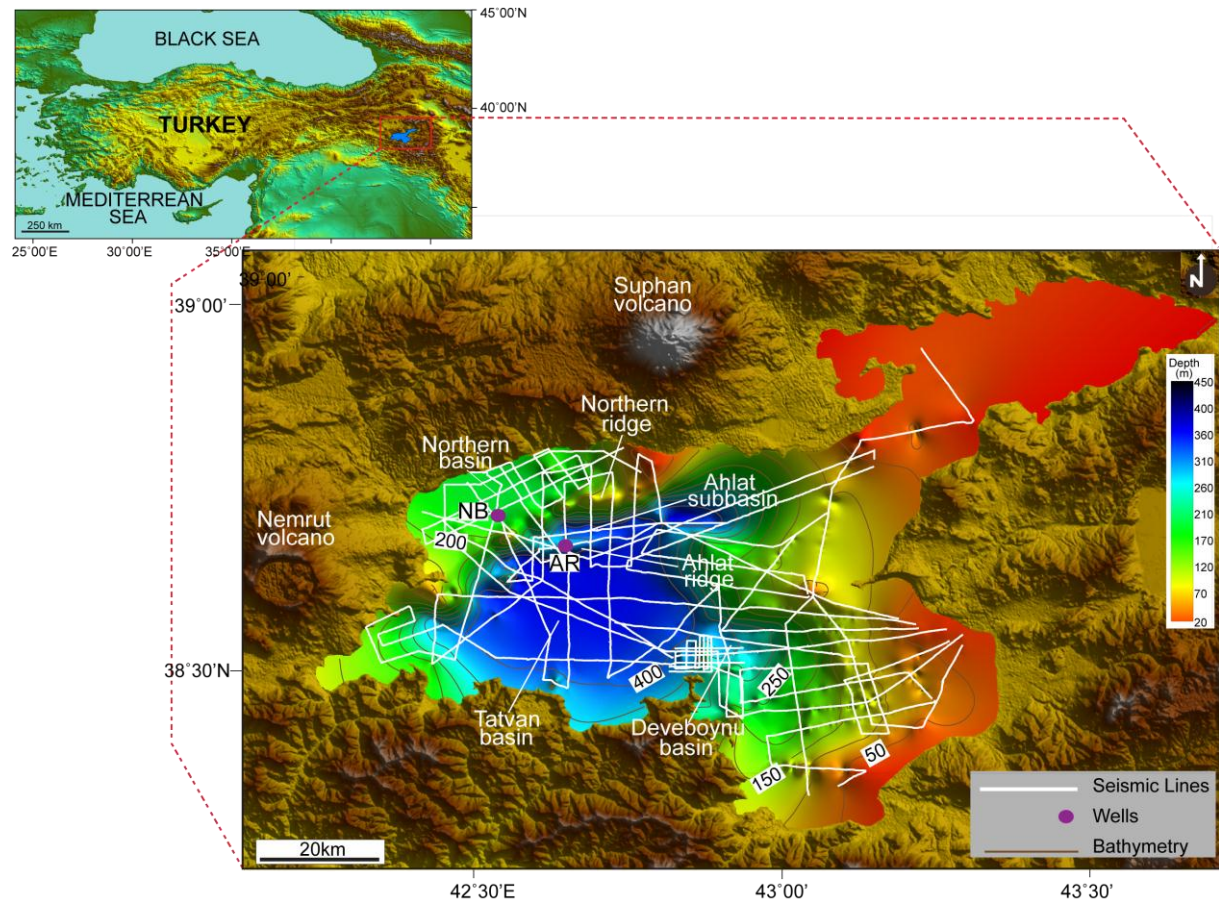 45°00'N
BLACK SEA
40°00'N
TURKEY
MEDITERREAN
SEA
250 km
25°00'E
30°00'E
35°00'E
39°00'
39°00'
N
Suphan
volcano
Depth
(m)
450
400
360
310
260
210
170
120
70
20
Northern
ridge
Northern
basin
Ahlat
subbasin
NB
Nemrut
volcano
200
AR
Ahlat
ridge
38°30'N
400
250
Tatvan
basin
Deveboynu
basin
50
150
Seismic Lines
Wells
Bathymetry
20km
42°30'E
43°00'
43°30'